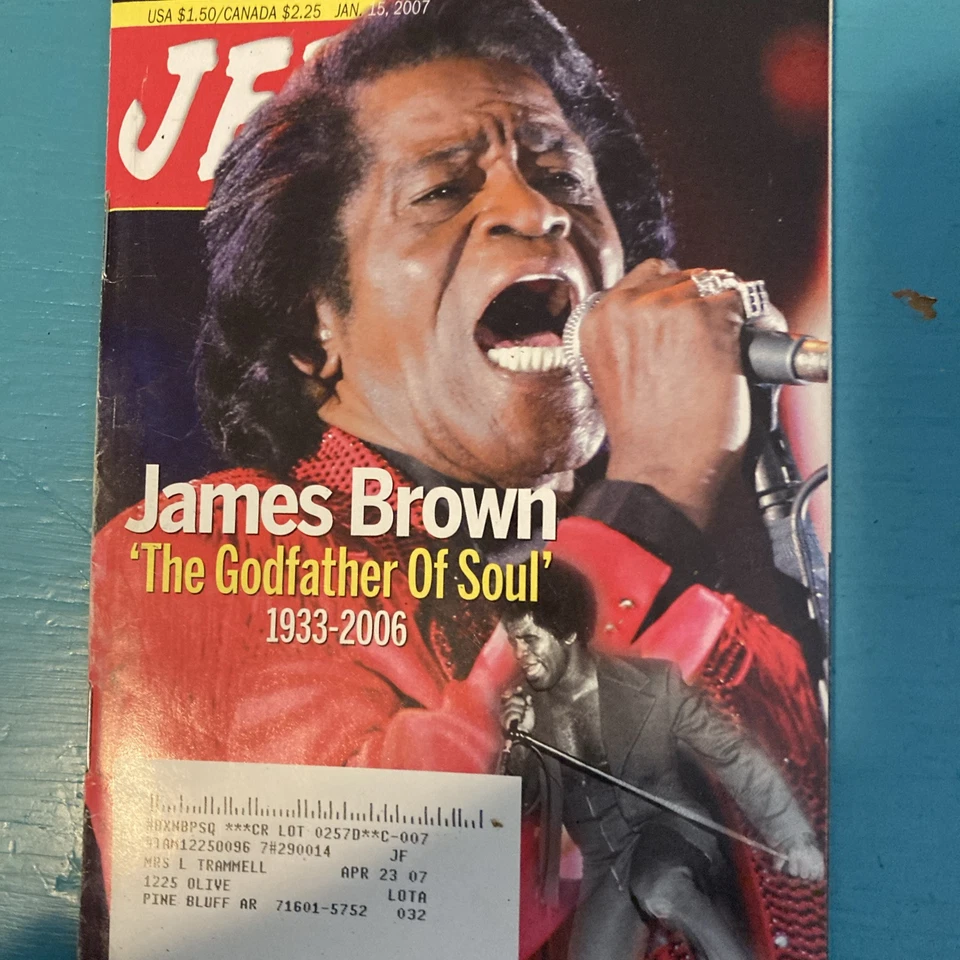 USA $1.50/CANADA $2.25 JAN. 15, 2007
JE
James Brown
'The Godfather Of Soul'
1933-2006
#BXNBPSQ ***CR LOT 0257D**C-007
#1AM12250096 7#290014 JF
MRS L TRAMMELL APR 23 07
1225 OLIVE LOTA
PINE BLUFF AR 71601-5752 032